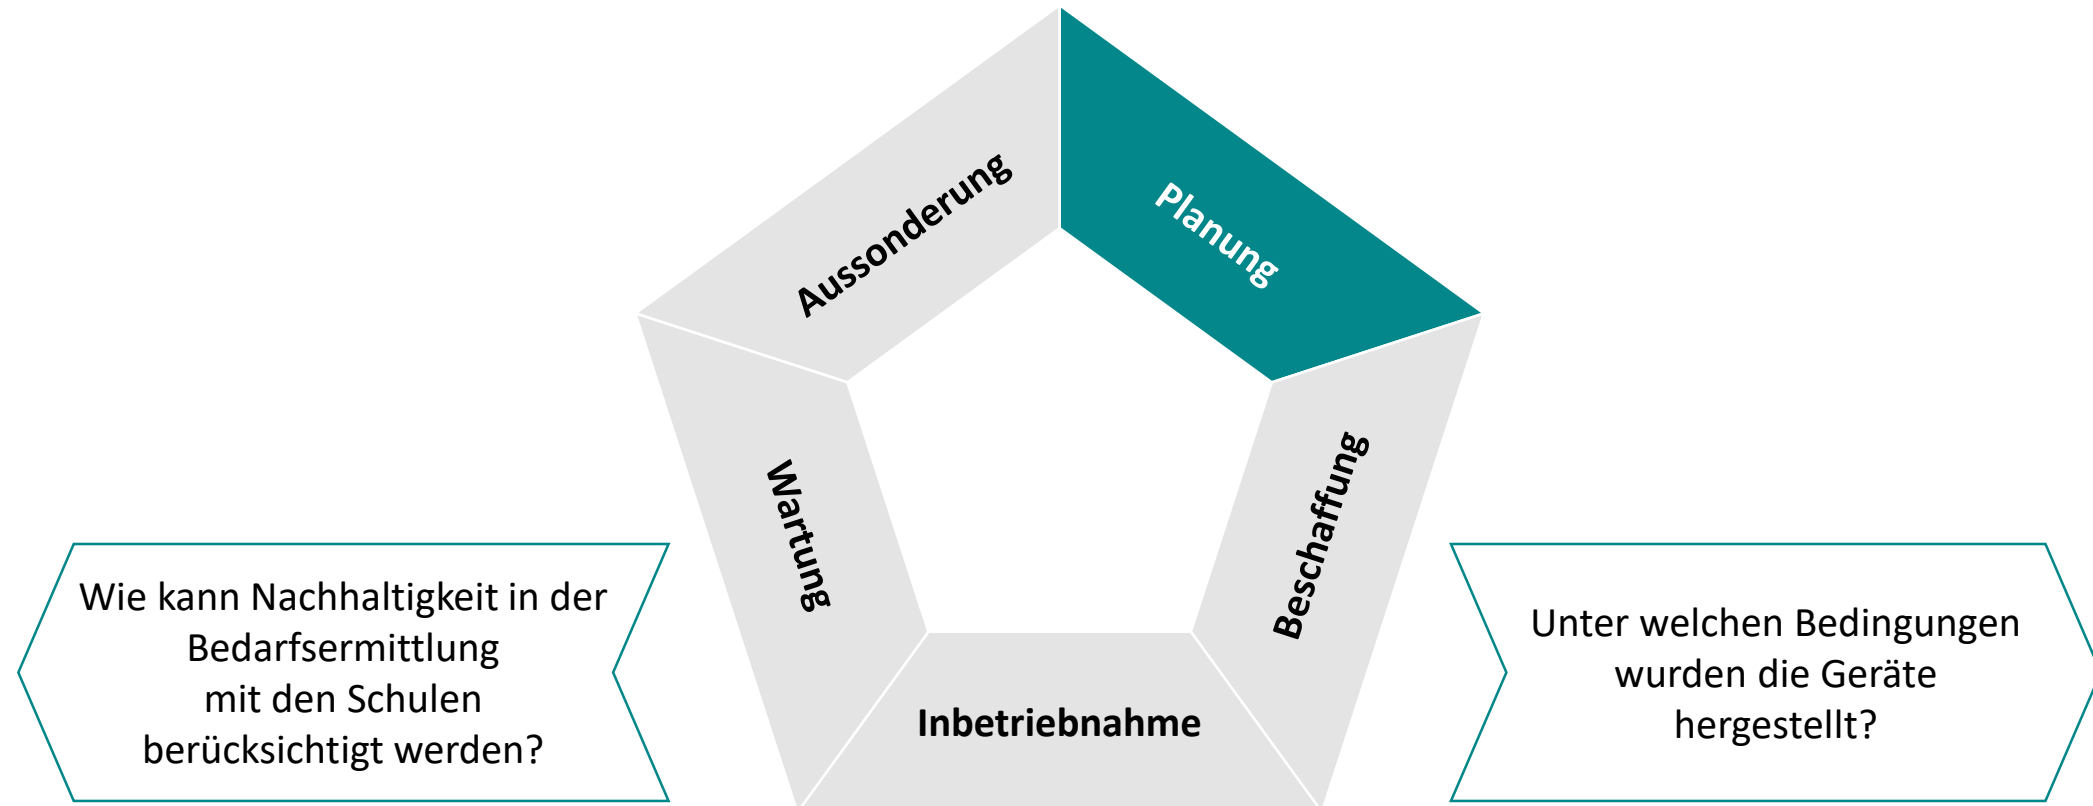 Aussonderung
Planung
Wartung
Beschaffung
Inbetriebnahme
Wie kann Nachhaltigkeit in der
Bedarfsermittlung
mit den Schulen
berücksichtigt werden?
Unter welchen Bedingungen
wurden die Geräte
hergestellt?